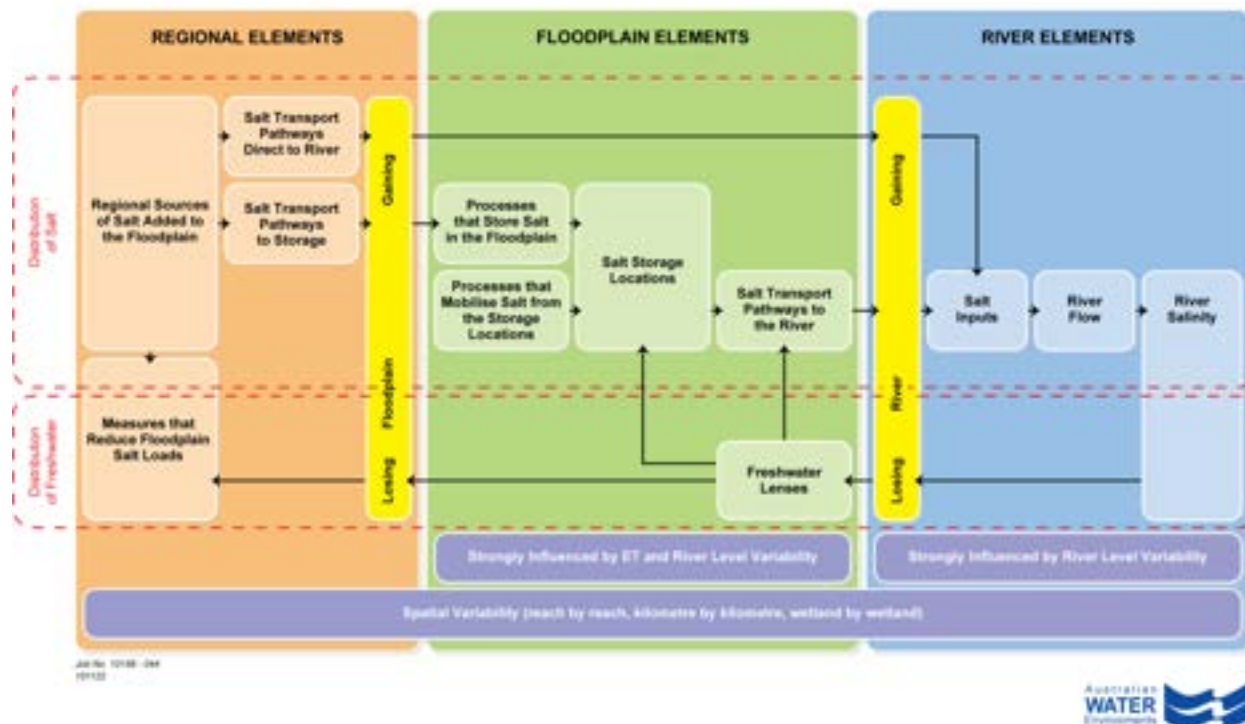 REGIONAL ELEMENTS
FLOODPLAIN ELEMENTS
RIVER ELEMENTS
Distribution
of Salt
Regional Sources
of Salt Added to
the Floodplain
Salt Transport
Pathways
Direct to River
Salt Transport
Pathways
to Storage
Gaining
Floodplain
Losing
Processes
that Store Salt
in the Floodplain
Processes that
Mobilise Salt from
the Storage
Locations
Salt Storage
Locations
Salt Transport
Pathways to
the River
Gaining
River
Losing
Salt
Inputs
River
Flow
River
Salinity
Distribution
of Freshwater
Measures that
Reduce Floodplain
Salt Loads
Freshwater
Lenses
Strongly Influenced by ET and River Level Variability
Strongly Influenced by River Level Variability
Spatial Variability (reach by reach, kilometre by kilometre, wetland by wetland)
Job No.
Australian
WATER
Environments